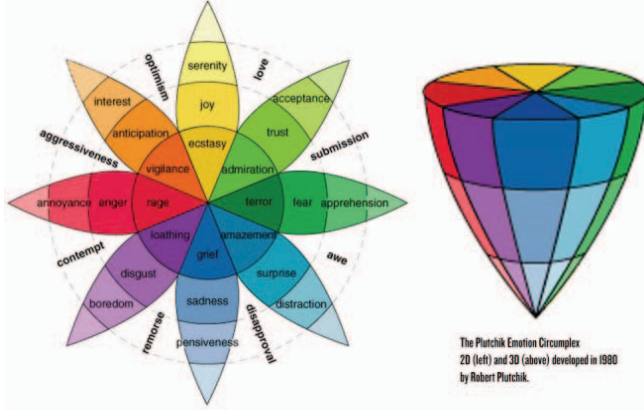 serenity
joy
ecstasy
optimism
love
interest
anticipation
vigilance
acceptance
trust
admiration
aggressiveness
submission
annoyance
anger
rage
terror
fear
apprehension
contempt
awe
loathing
disgust
boredom
grief
sadness
pensiveness
amazement
surprise
distraction
remorse
disapproval
The Plutchik Emotion Circumplex
2D (left) and 3D (above) developed in 1980
by Robert Plutchik.